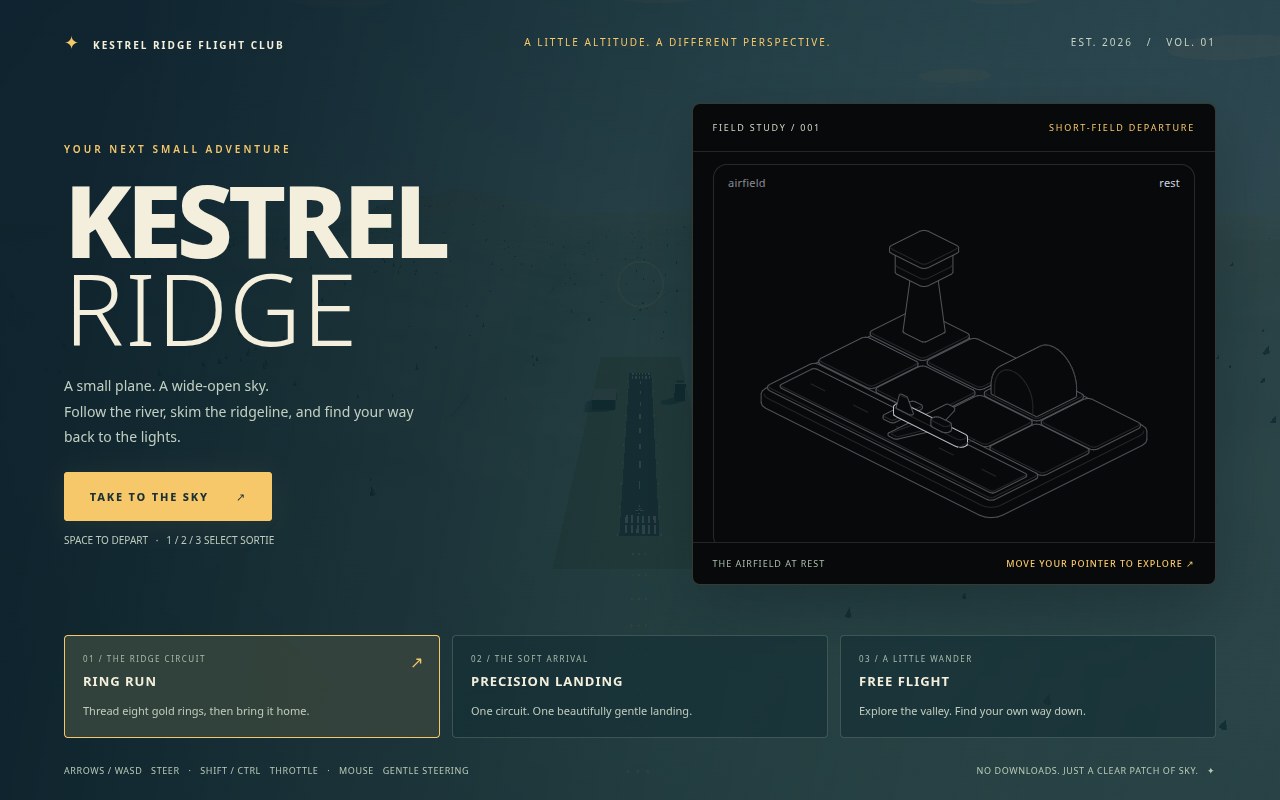 ✦ KESTREL RIDGE FLIGHT CLUB
A LITTLE ALTITUDE. A DIFFERENT PERSPECTIVE.
EST. 2026 / VOL. 01
YOUR NEXT SMALL ADVENTURE
KESTREL
RIDGE
A small plane. A wide-open sky.
Follow the river, skim the ridgeline, and find your way
back to the lights.
TAKE TO THE SKY ↗
SPACE TO DEPART · 1 / 2 / 3 SELECT SORTIE
FIELD STUDY / 001
SHORT-FIELD DEPARTURE
airfield
rest
THE AIRFIELD AT REST
MOVE YOUR POINTER TO EXPLORE ↗
01 / THE RIDGE CIRCUIT
↗
RING RUN
Thread eight gold rings, then bring it home.
02 / THE SOFT ARRIVAL
PRECISION LANDING
One circuit. One beautifully gentle landing.
03 / A LITTLE WANDER
FREE FLIGHT
Explore the valley. Find your own way down.
ARROWS / WASD STEER · SHIFT / CTRL THROTTLE · MOUSE GENTLE STEERING
NO DOWNLOADS. JUST A CLEAR PATCH OF SKY. ✦